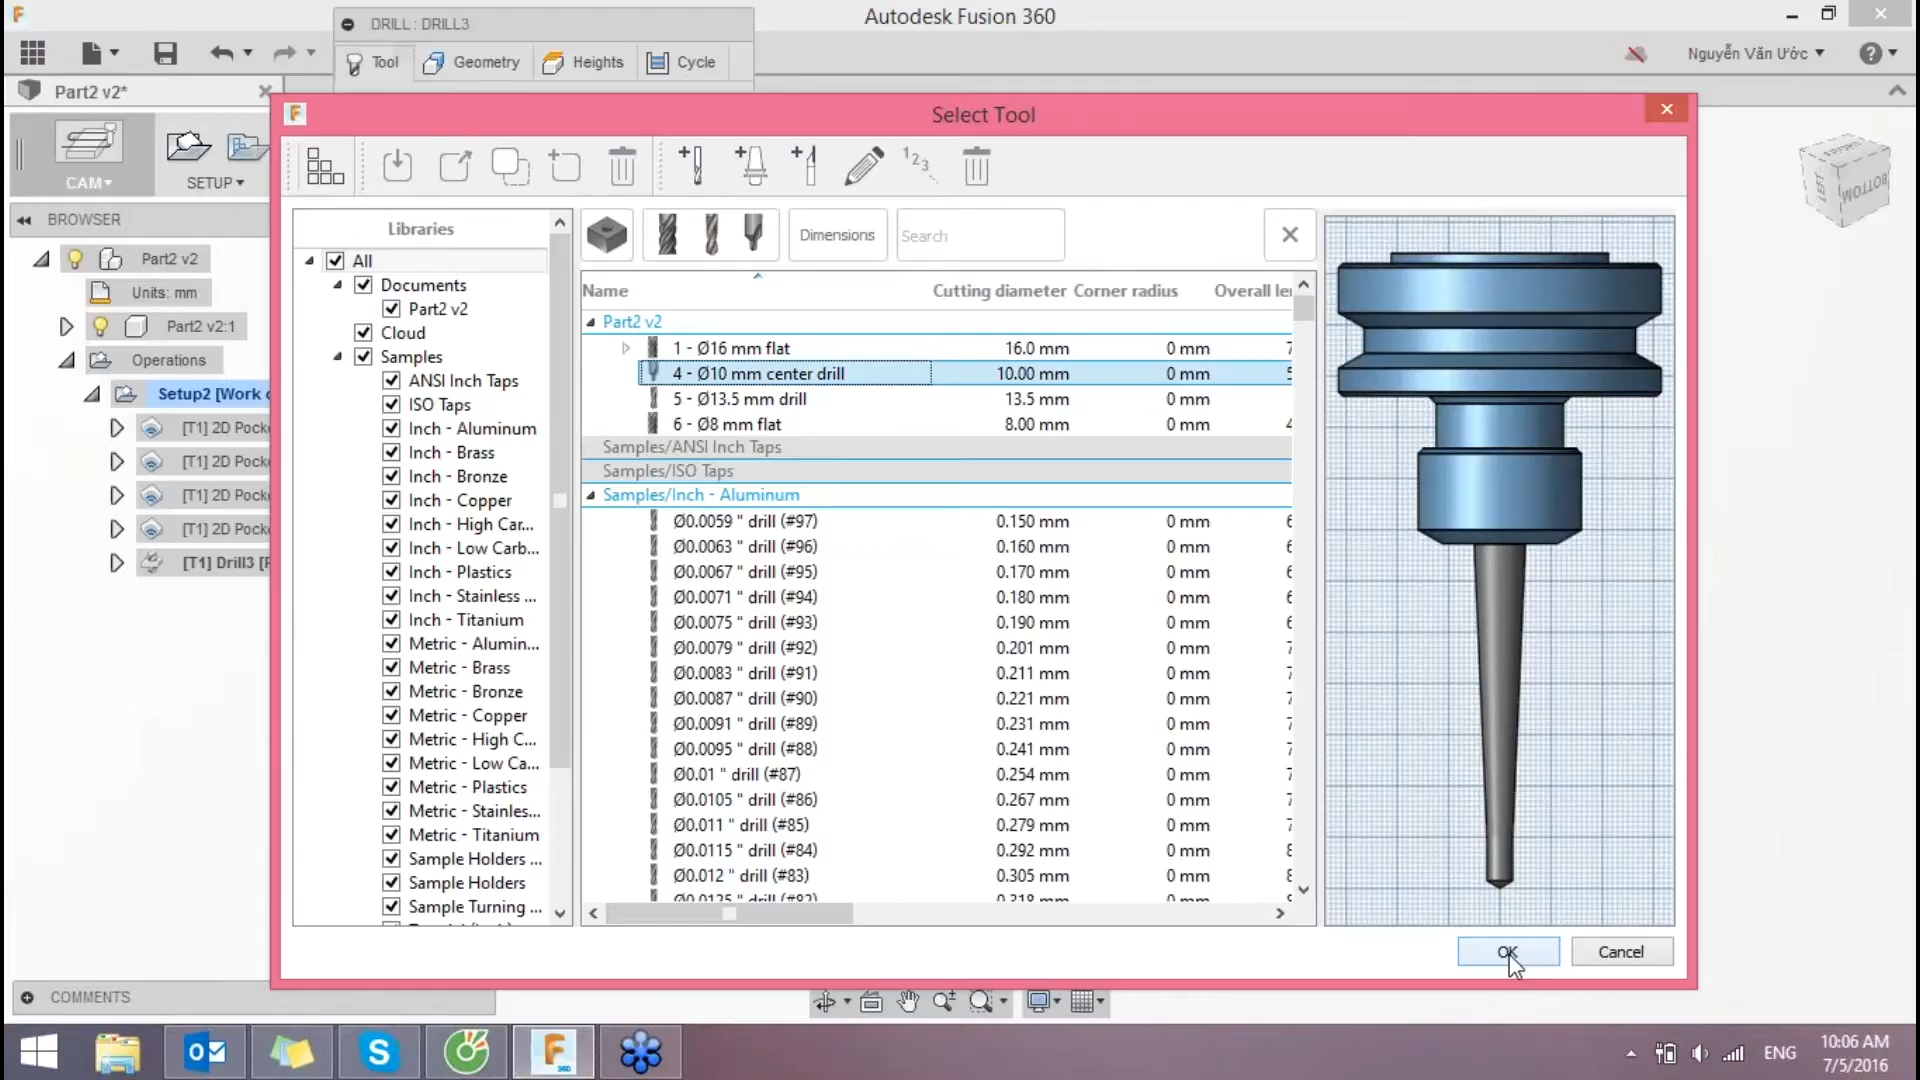 DRILL : DRILL3
Autodesk Fusion 360
Tool
Geometry
Heights
Cycle
Nguyễn Văn Ước
Part2 v2*
CAM
SETUP
BROWSER
Part2 v2
Units: mm
Part2 v2:1
Operations
Setup2 [Work
[T1] 2D
[T1] 2D
[T1] 2D
[T1] 2D
[T1] Drill3
COMMENTS
LEFT
BOTTOM
Select Tool
Libraries
All
Documents
Part2 v2
Cloud
Samples
ANSI Inch Taps
ISO Taps
Inch - Aluminum
Inch - Brass
Inch - Bronze
Inch - Copper
Inch - High Car...
Inch - Low Carb...
Inch - Plastics
Inch - Stainless ...
Inch - Titanium
Metric - Alumin...
Metric - Brass
Metric - Bronze
Metric - Copper
Metric - High C...
Metric - Low Ca...
Metric - Plastics
Metric - Stainles...
Metric - Titanium
Sample Holders ...
Sample Holders
Sample Turning ...
Dimensions
Search
Name Cutting diameter Corner radius Overall
Part2 v2
1 - Ø16 mm flat 16.0 mm 0 mm
4 - Ø10 mm center drill 10.00 mm 0 mm
5 - Ø13.5 mm drill 13.5 mm 0 mm
6 - Ø8 mm flat 8.00 mm 0 mm
Samples/ANSI Inch Taps
Samples/ISO Taps
Samples/Inch - Aluminum
Ø0.0059 " drill (#97) 0.150 mm 0 mm
Ø0.0063 " drill (#96) 0.160 mm 0 mm
Ø0.0067 " drill (#95) 0.170 mm 0 mm
Ø0.0071 " drill (#94) 0.180 mm 0 mm
Ø0.0075 " drill (#93) 0.190 mm 0 mm
Ø0.0079 " drill (#92) 0.201 mm 0 mm
Ø0.0083 " drill (#91) 0.211 mm 0 mm
Ø0.0087 " drill (#90) 0.221 mm 0 mm
Ø0.0091 " drill (#89) 0.231 mm 0 mm
Ø0.0095 " drill (#88) 0.241 mm 0 mm
Ø0.01 " drill (#87) 0.254 mm 0 mm
Ø0.0105 " drill (#86) 0.267 mm 0 mm
Ø0.011 " drill (#85) 0.279 mm 0 mm
Ø0.0115 " drill (#84) 0.292 mm 0 mm
Ø0.012 " drill (#83) 0.305 mm 0 mm
OK
Cancel
ENG
10:06 AM
7/5/2016